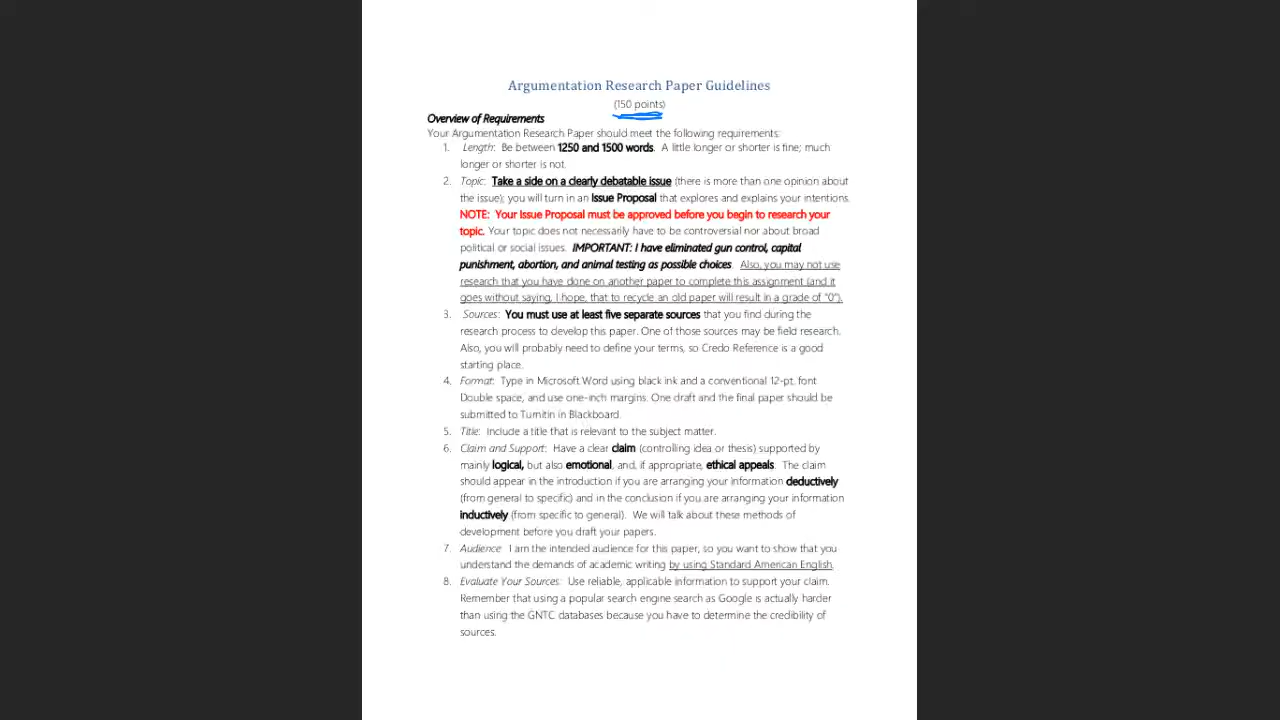 Argumentation Research Paper Guidelines
(150 points)
Overview of Requirements
Your Argumentation Research Paper should meet the following requirements:
1. Length: Be between 1250 and 1500 words. A little longer or shorter is fine; much
longer or shorter is not.
2. Topic: Take a side on a clearly debatable issue (there is more than one opinion about
the issue); you will turn in an Issue Proposal that explores and explains your intentions.
NOTE: Your Issue Proposal must be approved before you begin to research your
topic. Your topic does not necessarily have to be controversial nor about broad
political or social issues. IMPORTANT: I have eliminated gun control, capital
punishment, abortion, and animal testing as possible choices. Also, you may not use
research that you have done on another paper to complete this assignment (and it
goes without saying, I hope, that to recycle an old paper will result in a grade of "0").
3. Sources: You must use at least five separate sources that you find during the
research process to develop this paper. One of those sources may be field research.
Also, you will probably need to define your terms, so Credo Reference is a good
starting place.
4. Format: Type in Microsoft Word using black ink and a conventional 12-pt. font
Double space, and use one-inch margins. One draft and the final paper should be
submitted to Turnitin in Blackboard.
5. Title: Include a title that is relevant to the subject matter.
6. Claim and Support: Have a clear claim (controlling idea or thesis) supported by
mainly logical, but also emotional, and, if appropriate, ethical appeals. The claim
should appear in the introduction if you are arranging your information deductively
(from general to specific) and in the conclusion if you are arranging your information
inductively (from specific to general). We will talk about these methods of
development before you draft your papers.
7. Audience: I am the intended audience for this paper, so you want to show that you
understand the demands of academic writing by using Standard American English.
8. Evaluate Your Sources: Use reliable, applicable information to support your claim.
Remember that using a popular search engine search as Google is actually harder
than using the GNTC databases because you have to determine the credibility of
sources.